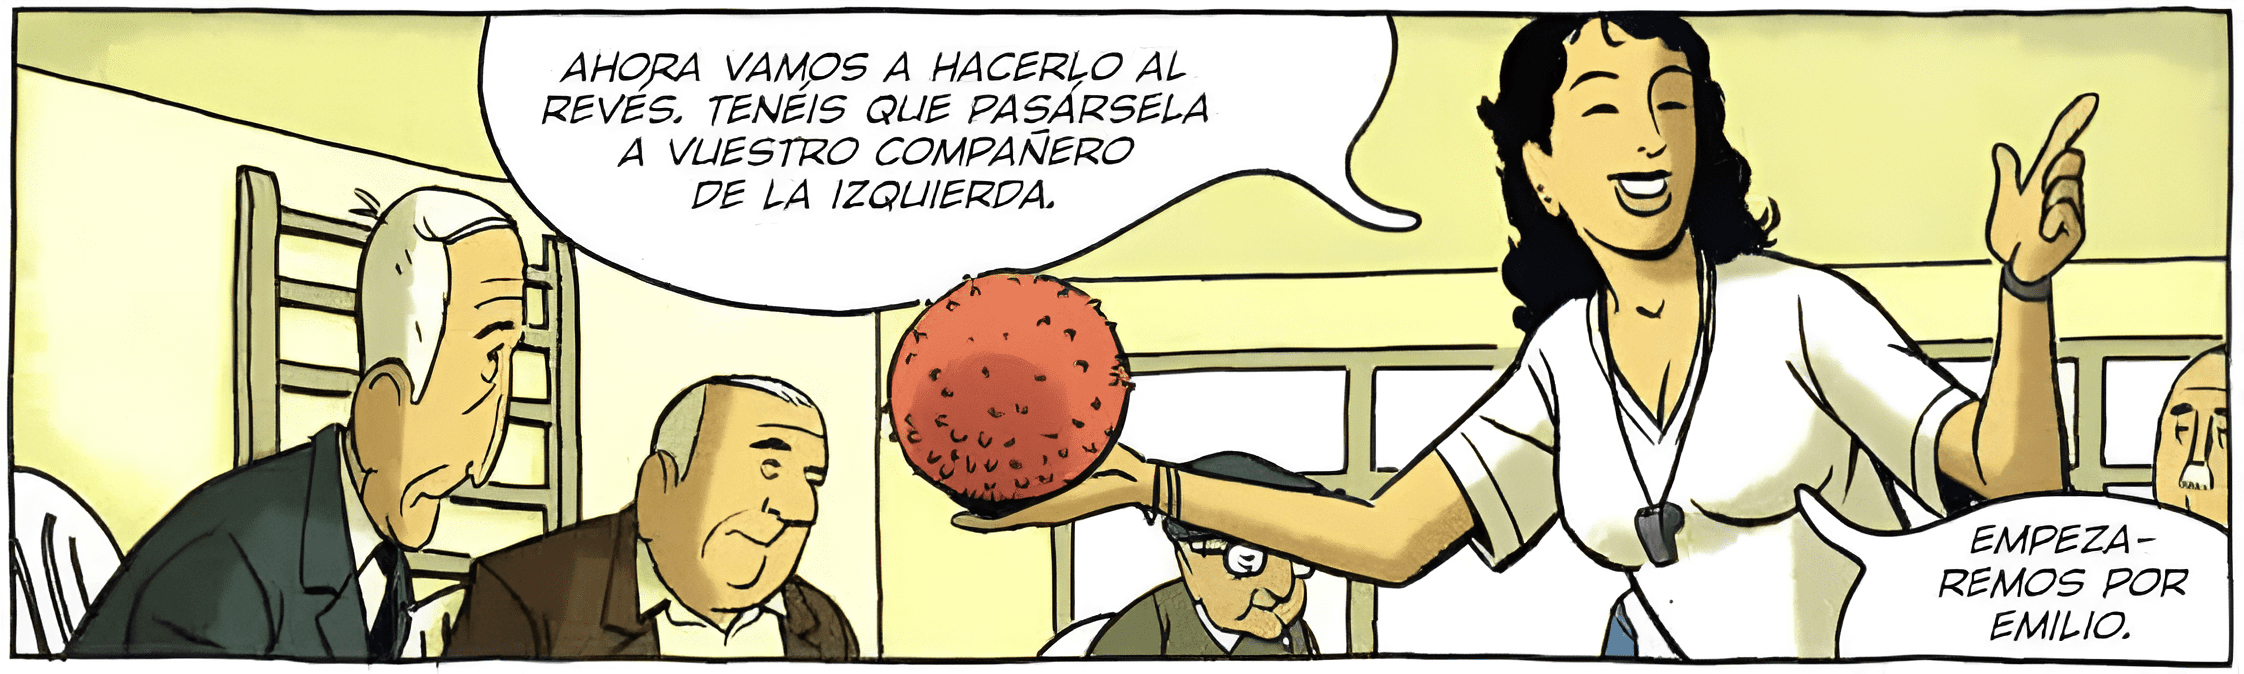 AHORA VAMOS A HACERLO AL
REVÉS. TENÉIS QUE PASÁRSELA
A VUESTRO COMPAÑERO
DE LA IZQUIERDA.
EMPEZA-
REMOS POR
EMILIO.